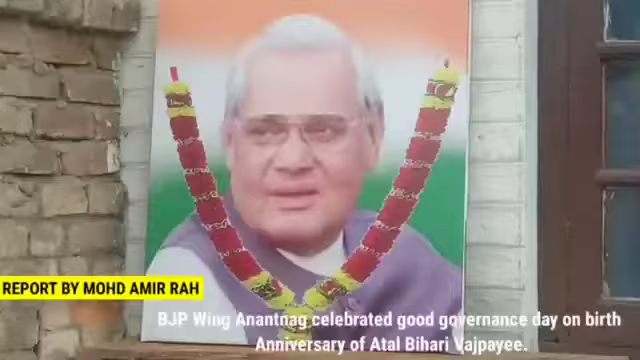 REPORT BY MOHD AMIR RAH
BJP Wing Anantnag celebrated good governance day on birth
Anniversary of Atal Bihari Vajpayee.